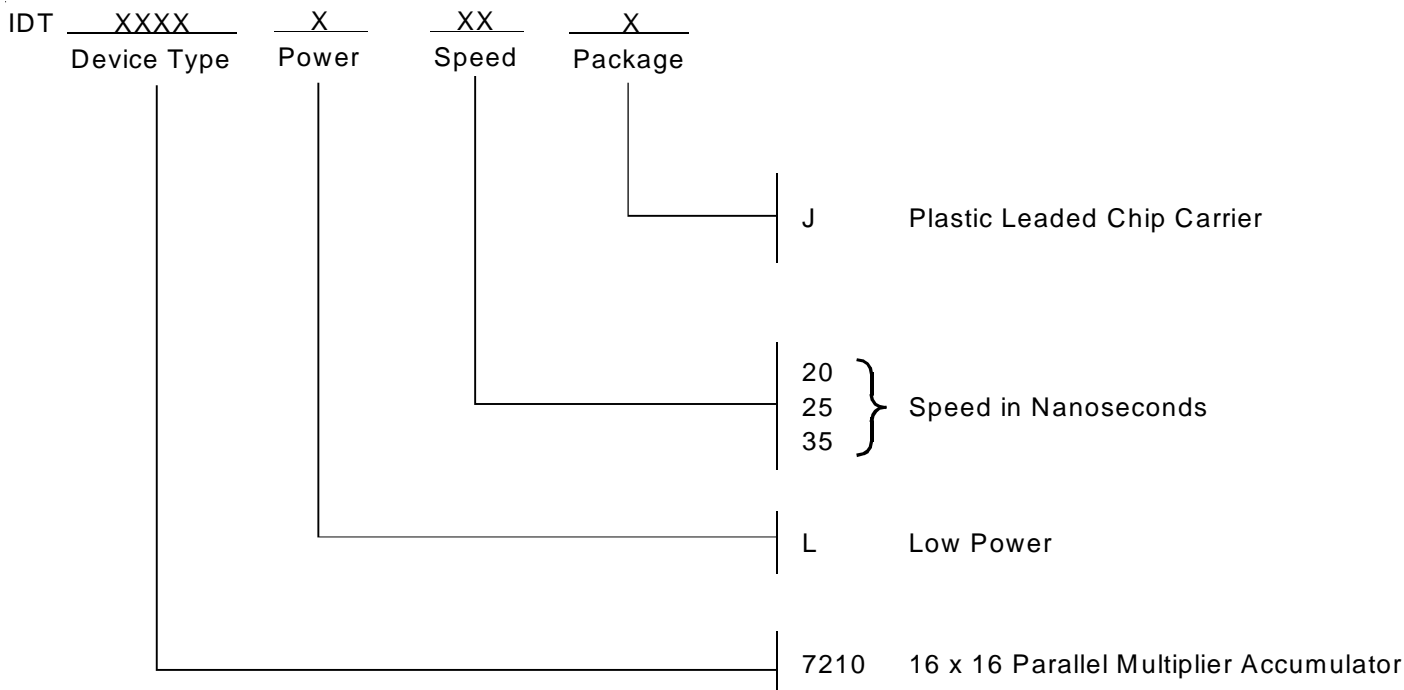 IDT XXXX X XX X
Device Type Power Speed Package
J Plastic Leaded Chip Carrier
20
25 Speed in Nanoseconds
35
L Low Power
7210 16 x 16 Parallel Multiplier Accumulator